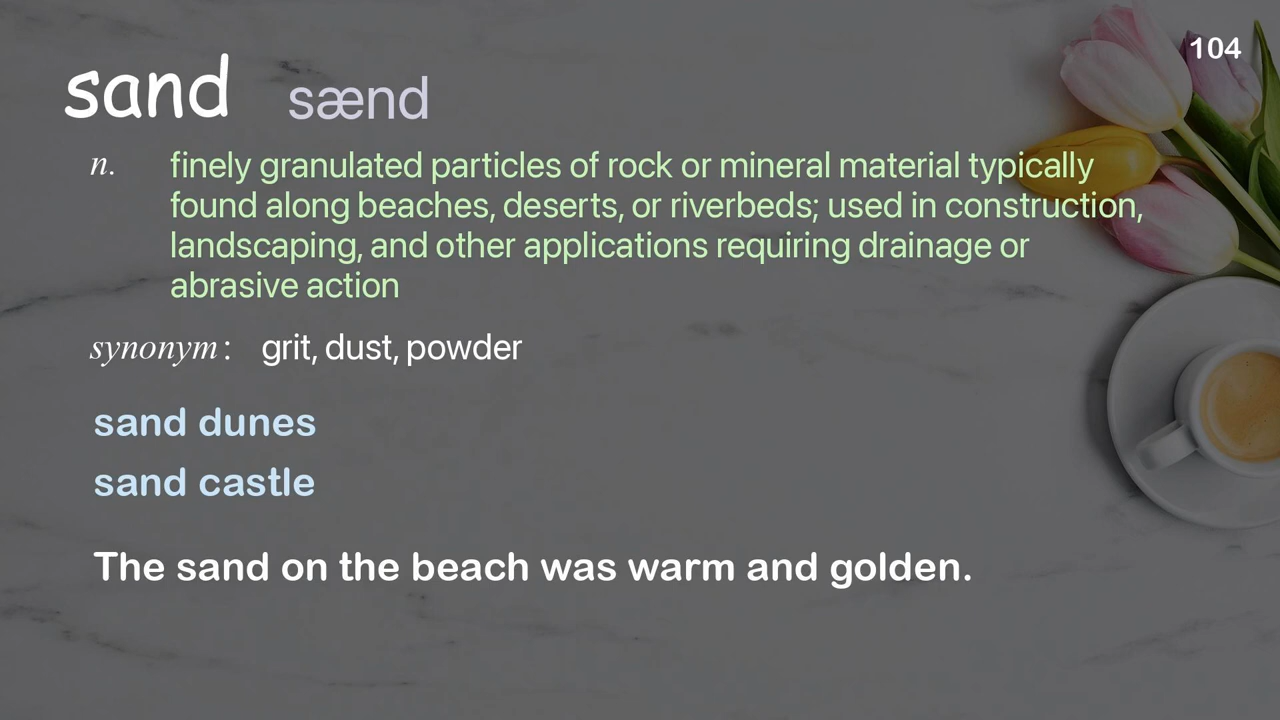 104
sand sænd
n. finely granulated particles of rock or mineral material typically
found along beaches, deserts, or riverbeds; used in construction,
landscaping, and other applications requiring drainage or
abrasive action
synonym: grit, dust, powder
sand dunes
sand castle
The sand on the beach was warm and golden.